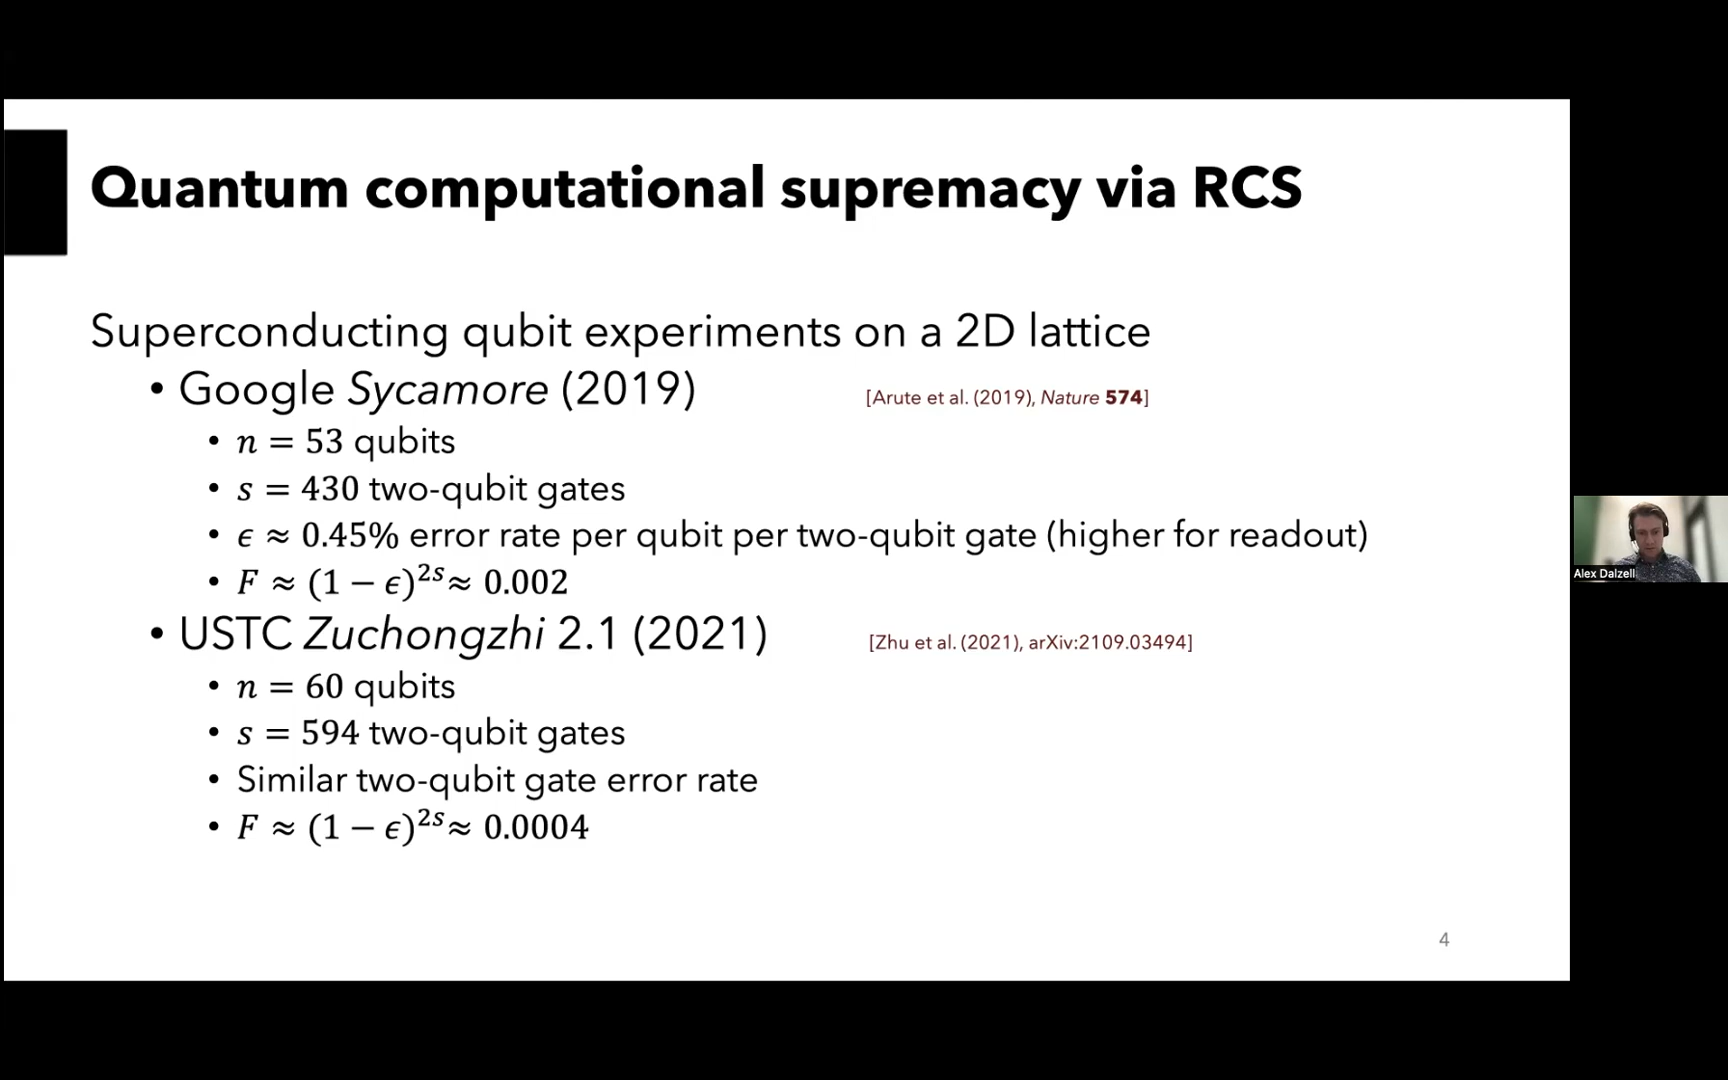 Quantum computational supremacy via RCS
Superconducting qubit experiments on a 2D lattice
• Google Sycamore (2019) [Arute et al. (2019), Nature 574]
• n = 53 qubits
• s = 430 two-qubit gates
• ϵ ≈ 0.45% error rate per qubit per two-qubit gate (higher for readout)
• F ≈ (1 − ϵ)²ˢ≈ 0.002
• USTC Zuchongzhi 2.1 (2021) [Zhu et al. (2021), arXiv:2109.03494]
• n = 60 qubits
• s = 594 two-qubit gates
• Similar two-qubit gate error rate
• F ≈ (1 − ϵ)²ˢ≈ 0.0004
4
Alex Dalzell